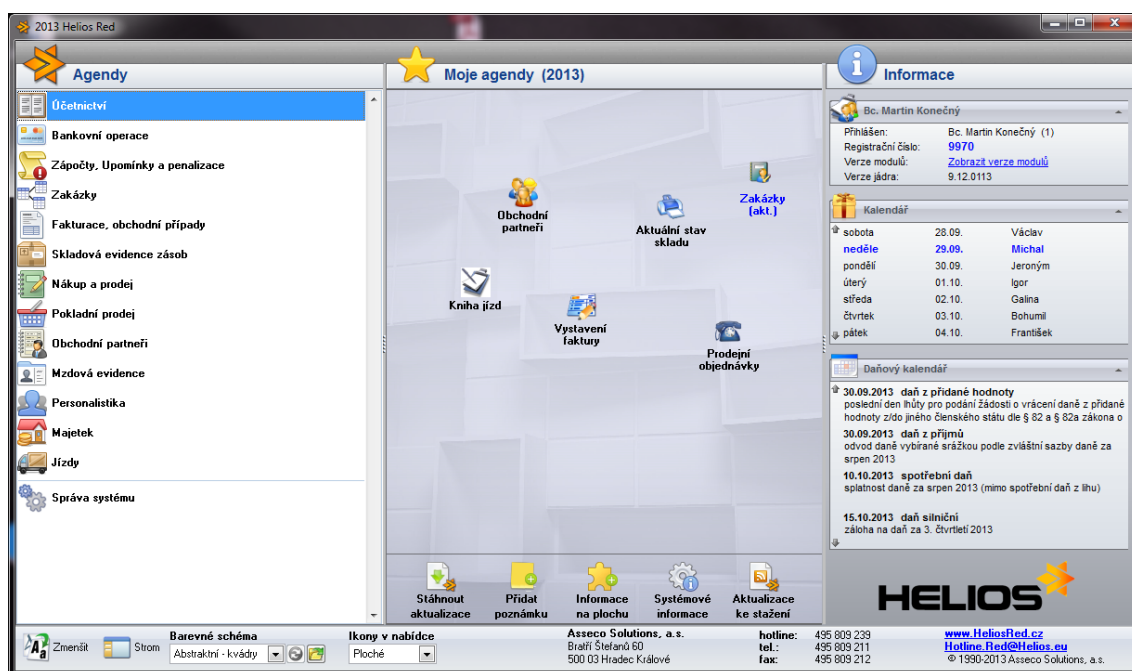 2013 Helios Red
Agendy
Účetnictví
Bankovní operace
Zápočty, Upomínky a penalizace
Zakázky
Fakturace, obchodní případy
Skladová evidence zásob
Nákup a prodej
Pokladní prodej
Obchodní partneři
Mzdová evidence
Personalistika
Majetek
Jízdy
Správa systému
Moje agendy (2013)
Obchodní
partneři
Aktuální stav
skladu
Zakázky
(akt.)
Kniha jízd
Vystavení
faktury
Prodejní
objednávky
Stáhnout
aktualizace
Přidat
poznámku
Informace
na plochu
Systémové
informace
Aktualizace
ke stažení
Informace
Bc. Martin Konečný
Přihlášen: Bc. Martin Konečný (1)
Registrační číslo: 9970
Verze modulů: Zobrazit verze modulů
Verze jádra: 9.12.0113
Kalendář
sobota 28.09. Václav
neděle 29.09. Michal
pondělí 30.09. Jeroným
úterý 01.10. Igor
středa 02.10. Galina
čtvrtek 03.10. Bohumil
pátek 04.10. František
Daňový kalendář
30.09.2013 daň z přidané hodnoty
poslední den lhůty pro podání žádosti o vrácení daně z přidané
hodnoty z/do jiného členského státu dle § 82 a § 82a zákona o
30.09.2013 daň z příjmů
odvod daně vybírané srážkou podle zvláštní sazby daně za
srpen 2013
10.10.2013 spotřební daň
splatnost daně za srpen 2013 (mimo spotřební daň z lihu)
15.10.2013 daň silniční
záloha na daň za 3. čtvrtletí 2013
HELIOS
Zmenšit
Strom
Barevné schéma
Abstraktní - kvádry
Ikony v nabídce
Ploché
Asseco Solutions, a.s.
Bratří Štefanů 60
500 03 Hradec Králové
hotline: 495 809 239
tel.: 495 809 211
fax: 495 809 212
www.HeliosRed.cz
Hotline.Red@Helios.eu
© 1990-2013 Asseco Solutions, a.s.